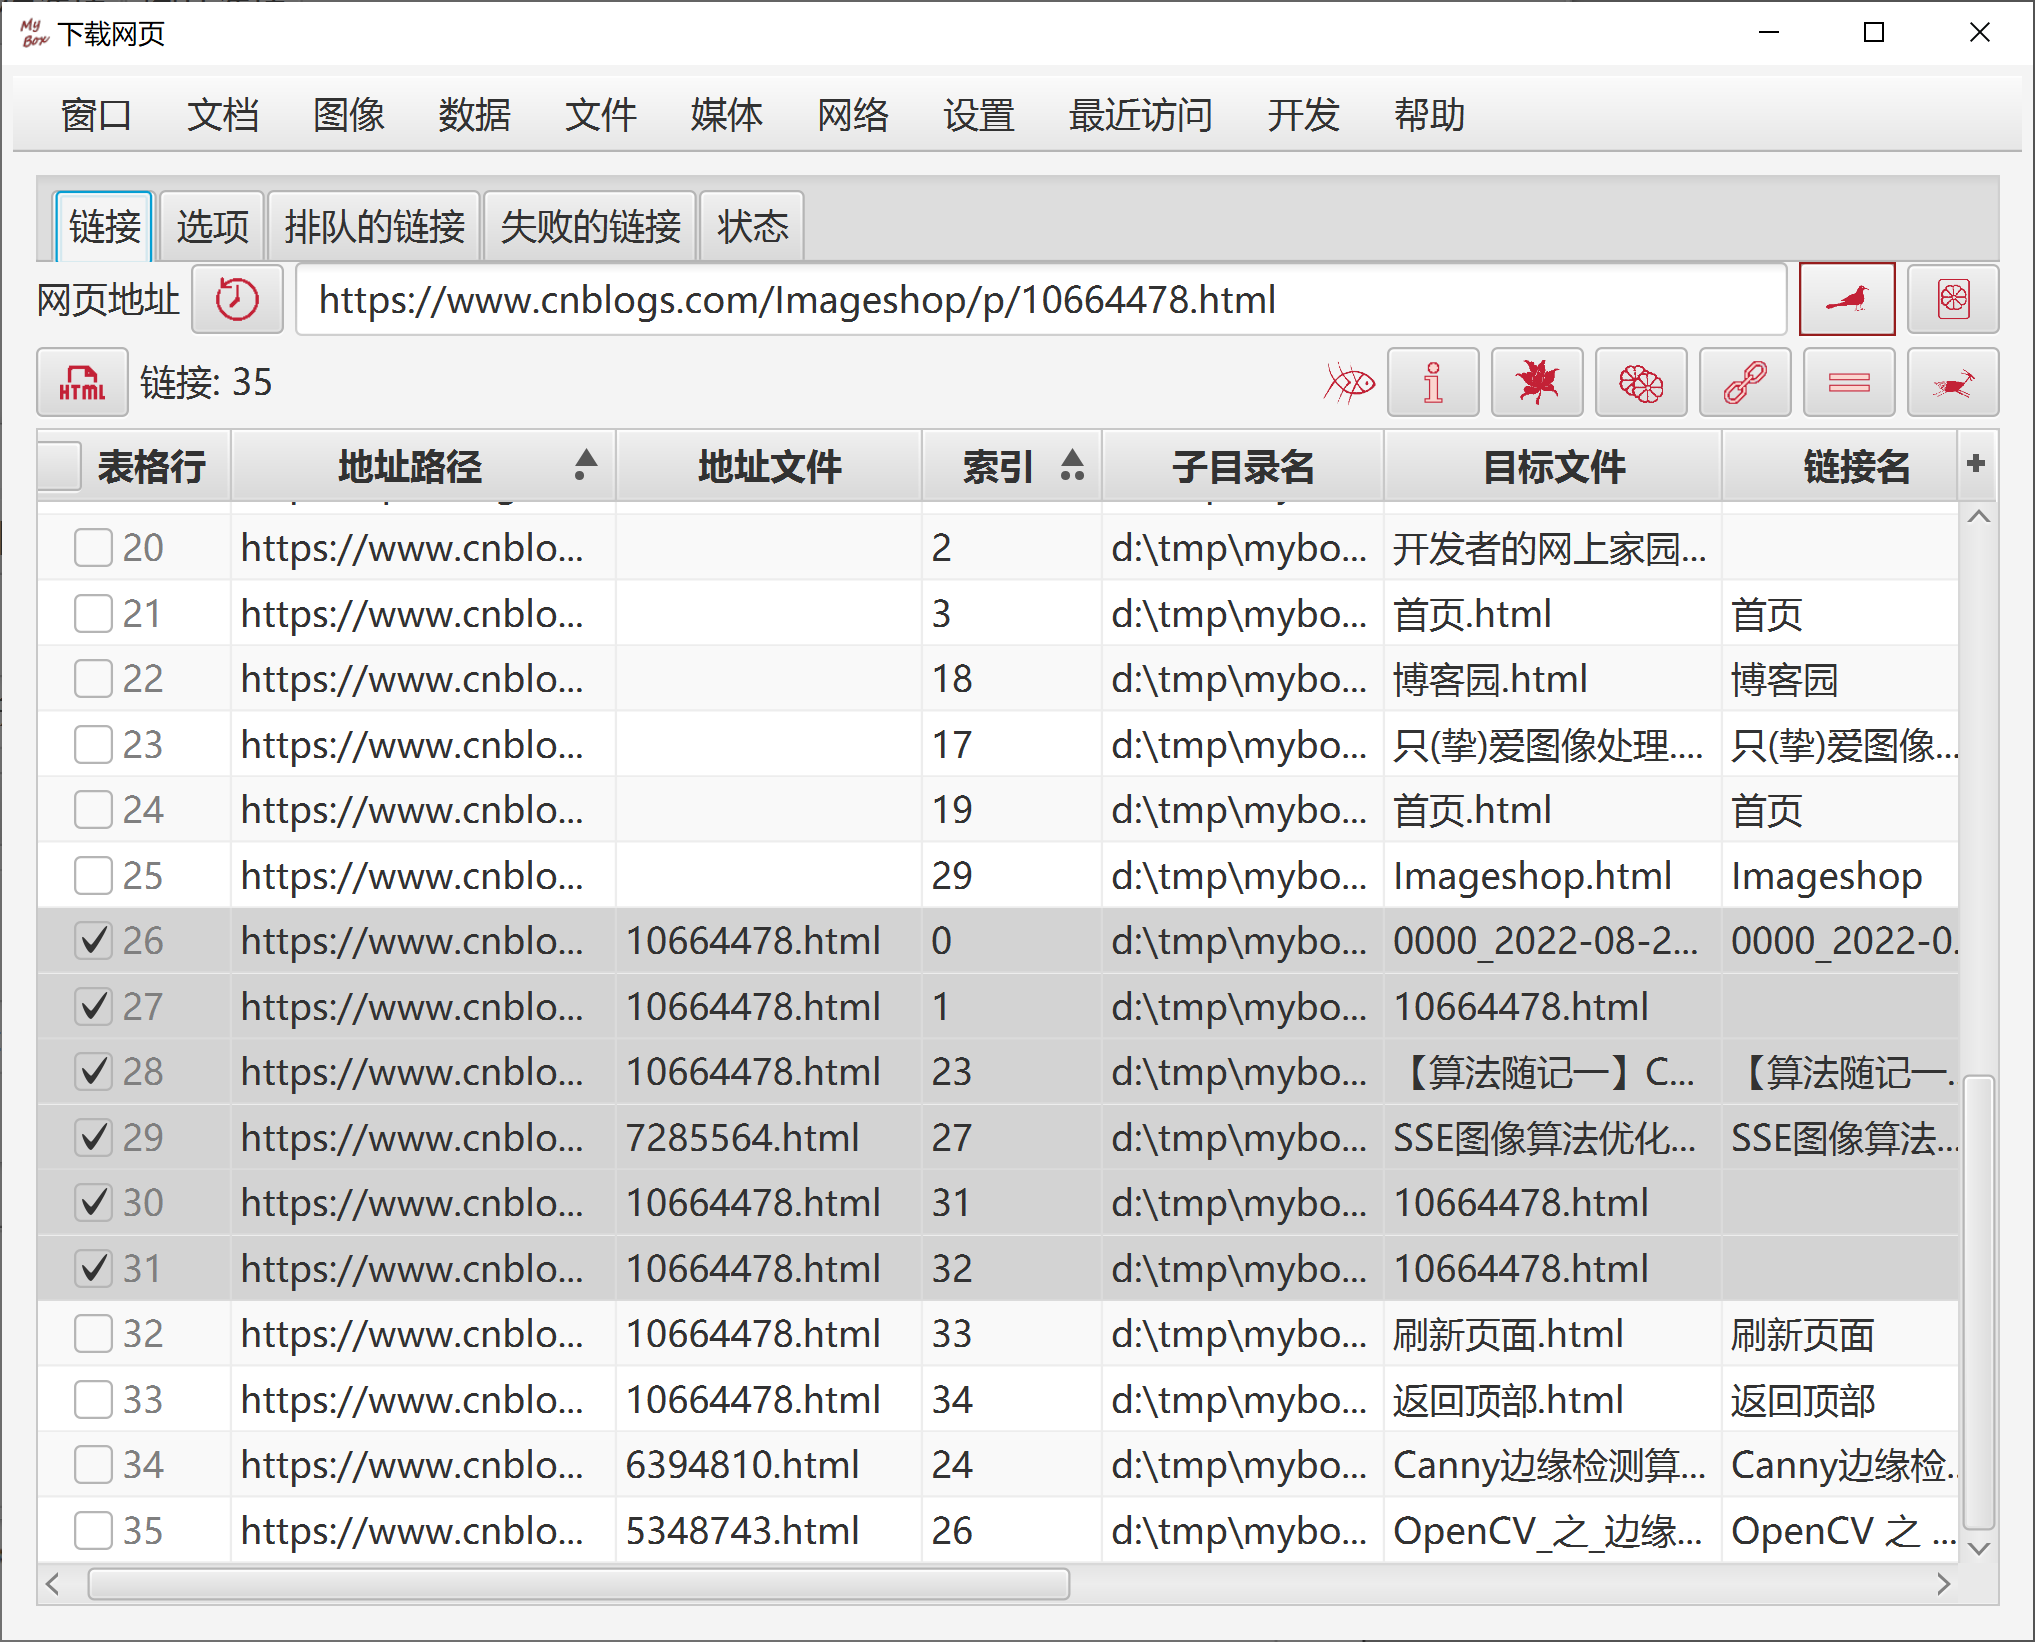 My Box 下载网页
窗口 文档 图像 数据 文件 媒体 网络 设置 最近访问 开发 帮助
链接 选项 排队的链接 失败的链接 状态
网页地址 https://www.cnblogs.com/Imageshop/p/10664478.html
HTML 链接: 35
表格行 地址路径 地址文件 索引 子目录名 目标文件 链接名 +
20 https://www.cnblo... 2 d:\tmp\mybo... 开发者的网上家园...
21 https://www.cnblo... 3 d:\tmp\mybo... 首页.html 首页
22 https://www.cnblo... 18 d:\tmp\mybo... 博客园.html 博客园
23 https://www.cnblo... 17 d:\tmp\mybo... 只(挚)爱图像处理.... 只(挚)爱图像...
24 https://www.cnblo... 19 d:\tmp\mybo... 首页.html 首页
25 https://www.cnblo... 29 d:\tmp\mybo... Imageshop.html Imageshop
26 https://www.cnblo... 10664478.html 0 d:\tmp\mybo... 0000_2022-08-2... 0000_2022-0...
27 https://www.cnblo... 10664478.html 1 d:\tmp\mybo... 10664478.html
28 https://www.cnblo... 10664478.html 23 d:\tmp\mybo... 【算法随记一】C... 【算法随记一...
29 https://www.cnblo... 7285564.html 27 d:\tmp\mybo... SSE图像算法优化... SSE图像算法...
30 https://www.cnblo... 10664478.html 31 d:\tmp\mybo... 10664478.html
31 https://www.cnblo... 10664478.html 32 d:\tmp\mybo... 10664478.html
32 https://www.cnblo... 10664478.html 33 d:\tmp\mybo... 刷新页面.html 刷新页面
33 https://www.cnblo... 10664478.html 34 d:\tmp\mybo... 返回顶部.html 返回顶部
34 https://www.cnblo... 6394810.html 24 d:\tmp\mybo... Canny边缘检测算... Canny边缘检...
35 https://www.cnblo... 5348743.html 26 d:\tmp\mybo... OpenCV_之_边缘... OpenCV 之 ...